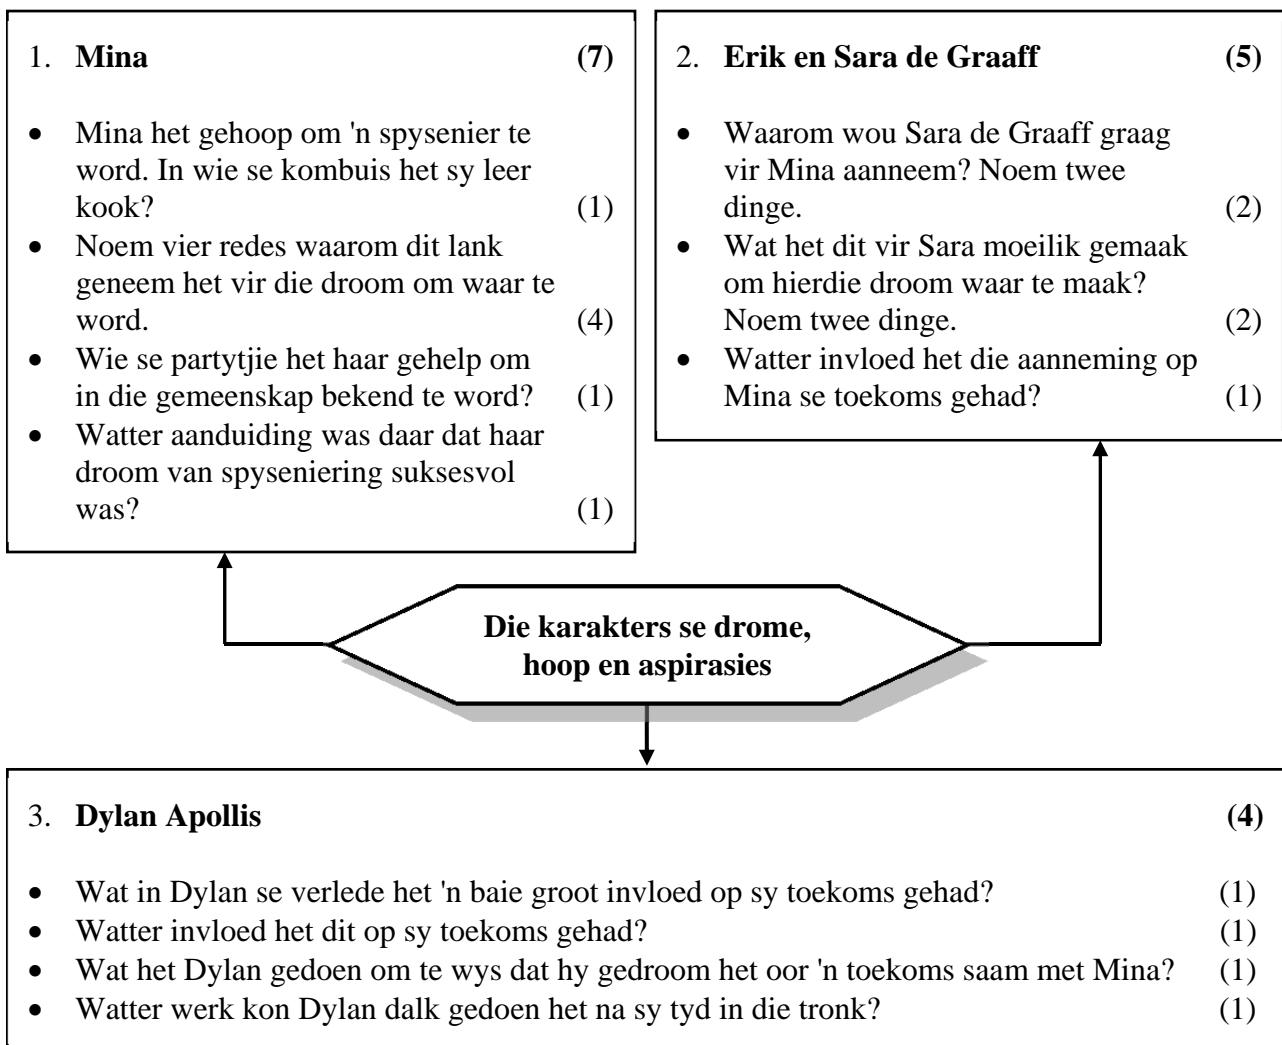 1. Mina (7)
• Mina het gehoop om 'n spysenier te
word. In wie se kombuis het sy leer
kook? (1)
• Noem vier redes waarom dit lank
geneem het vir die droom om waar te
word. (4)
• Wie se partytjie het haar gehelp om
in die gemeenskap bekend te word? (1)
• Watter aanduiding was daar dat haar
droom van spyseniering suksesvol
was? (1)
2. Erik en Sara de Graaff (5)
• Waarom wou Sara de Graaff graag
vir Mina aanneem? Noem twee
dinge. (2)
• Wat het dit vir Sara moeilik gemaak
om hierdie droom waar te maak?
Noem twee dinge. (2)
• Watter invloed het die aanneming op
Mina se toekoms gehad? (1)
Die karakters se drome,
hoop en aspirasies
3. Dylan Apollis (4)
• Wat in Dylan se verlede het 'n baie groot invloed op sy toekoms gehad? (1)
• Watter invloed het dit op sy toekoms gehad? (1)
• Wat het Dylan gedoen om te wys dat hy gedroom het oor 'n toekoms saam met Mina? (1)
• Watter werk kon Dylan dalk gedoen het na sy tyd in die tronk? (1)